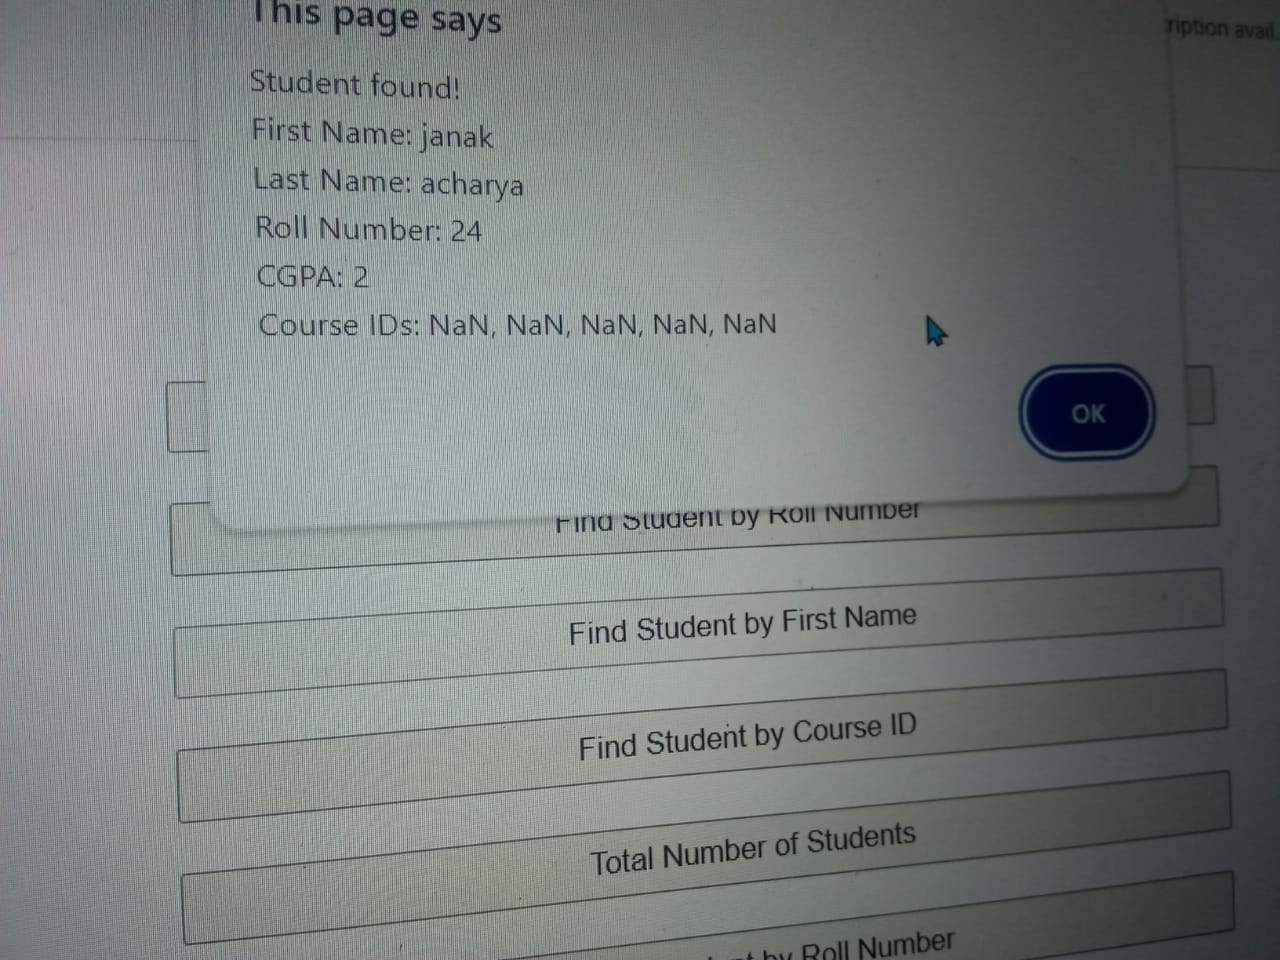 This page says
ription avail
Student found!
First Name: janak
Last Name: acharya
Roll Number: 24
CGPA: 2
Course IDs: NaN, NaN, NaN, NaN, NaN
OK
Find Student by Roll Number
Find Student by First Name
Find Student by Course ID
Total Number of Students
by Roll Number